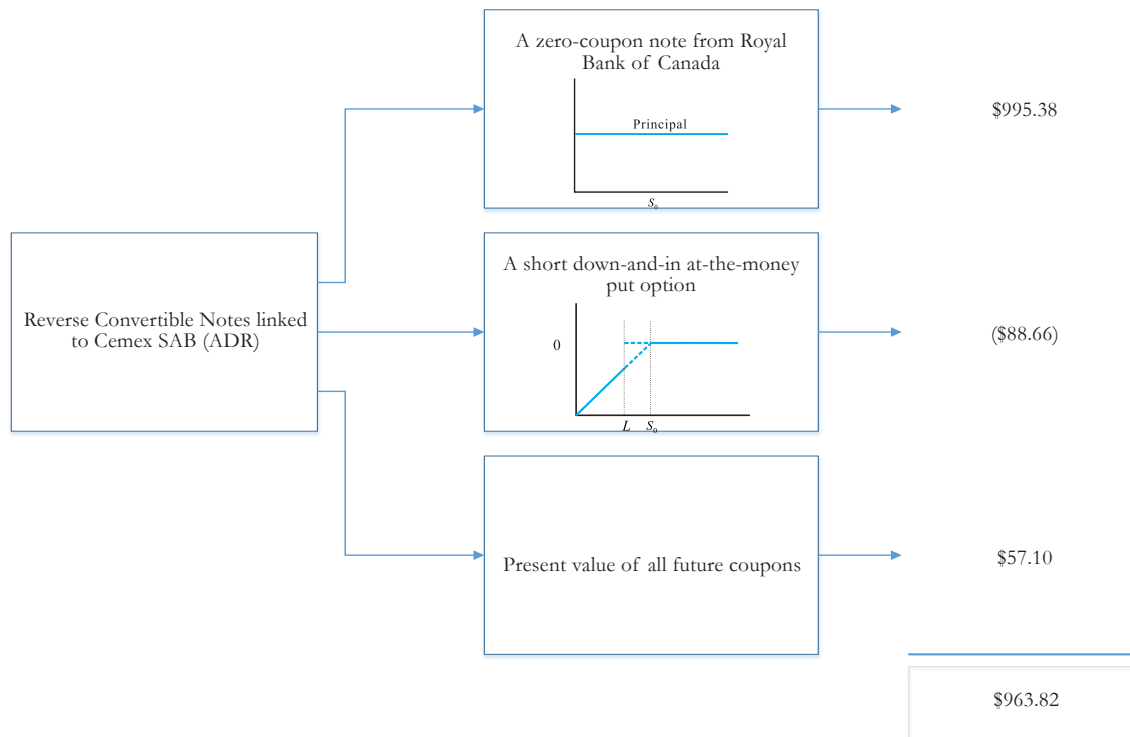 A zero-coupon note from Royal
Bank of Canada
Principal
S₀
$995.38
Reverse Convertible Notes linked
to Cemex SAB (ADR)
A short down-and-in at-the-money
put option
0
L S₀
($88.66)
Present value of all future coupons
$57.10
$963.82